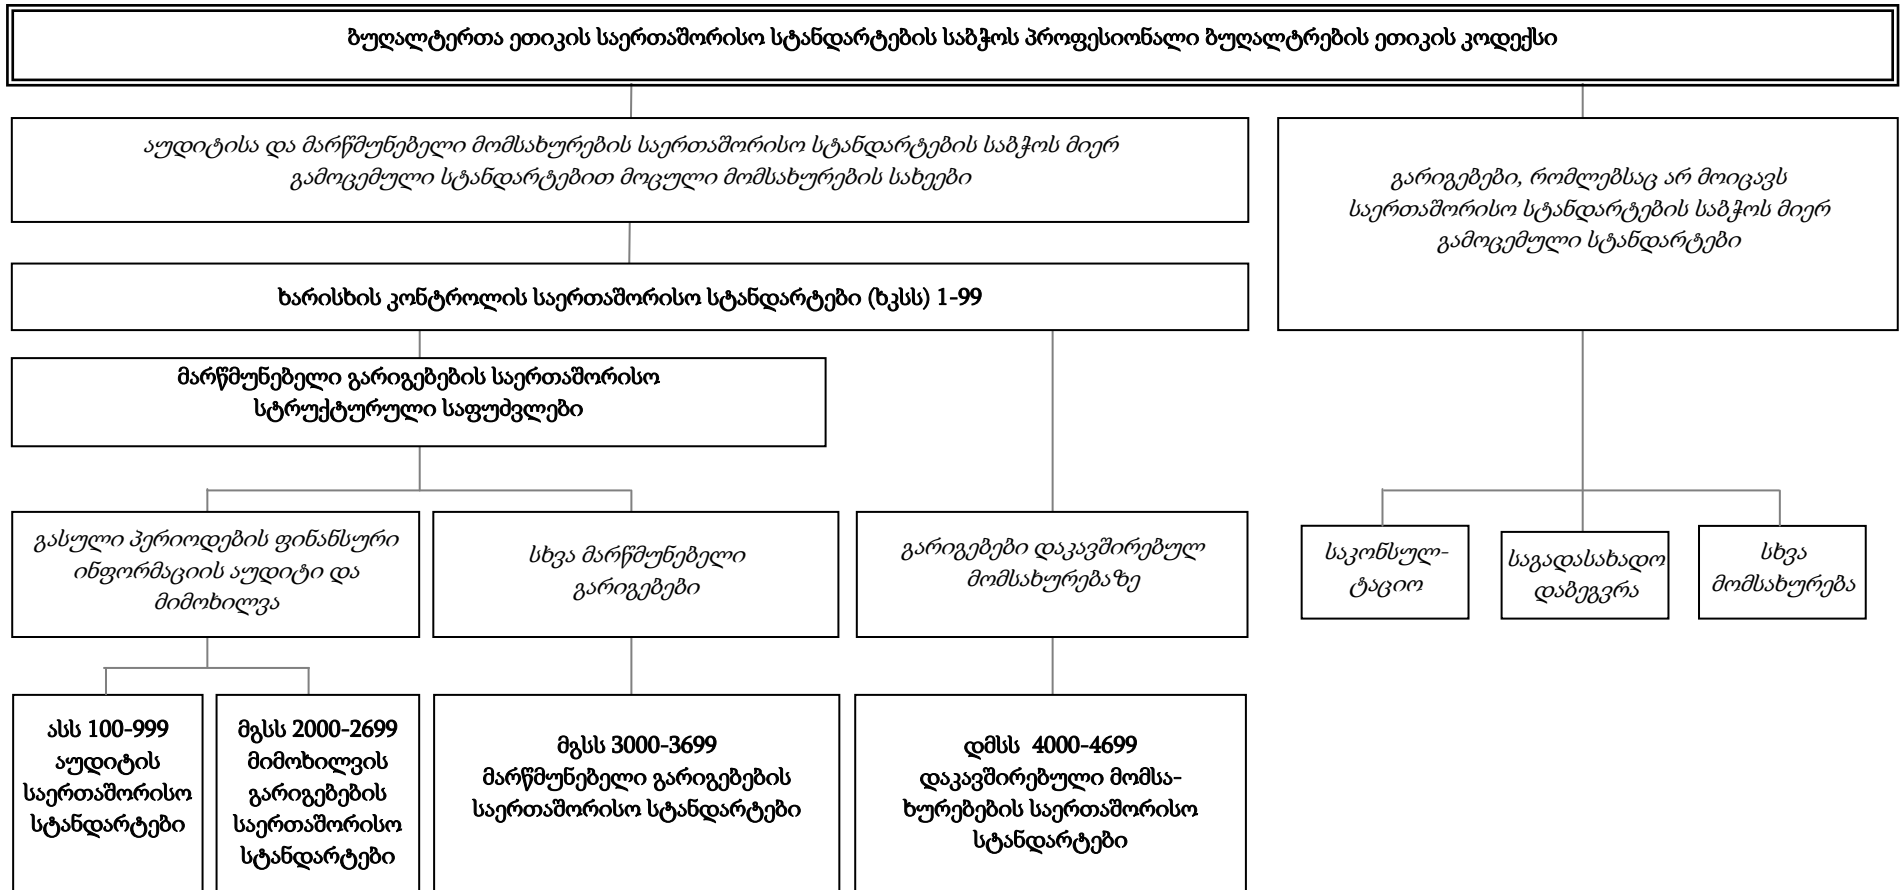 ბუღალტერთა ეთიკის საერთაშორისო სტანდარტების საბჭოს პროფესიონალი ბუღალტრების ეთიკის კოდექსი
აუდიტისა და მარწმუნებელი მომსახურების საერთაშორისო სტანდარტების საბჭოს მიერ
გამოცემული სტანდარტებით მოცული მომსახურების სახეები
გარიგებები, რომლებსაც არ მოიცავს
საერთაშორისო სტანდარტების საბჭოს მიერ
გამოცემული სტანდარტები
ხარისხის კონტროლის საერთაშორისო სტანდარტები (ხკსს) 1-99
მარწმუნებელი გარიგებების საერთაშორისო
სტრუქტურული საფუძვლები
გასული პერიოდების ფინანსური
ინფორმაციის აუდიტი და
მიმოხილვა
სხვა მარწმუნებელი
გარიგებები
გარიგებები დაკავშირებულ
მომსახურებაზე
საკონსულ-
ტაციო
საგადასახადო
დაბეგვრა
სხვა
მომსახურება
ასს 100-999
აუდიტის
საერთაშორისო
სტანდარტები
მგსს 2000-2699
მიმოხილვის
გარიგებების
საერთაშორისო
სტანდარტები
მგსს 3000-3699
მარწმუნებელი გარიგებების
საერთაშორისო სტანდარტები
დმსს 4000-4699
დაკავშირებული მომსა-
ხურებების საერთაშორისო
სტანდარტები